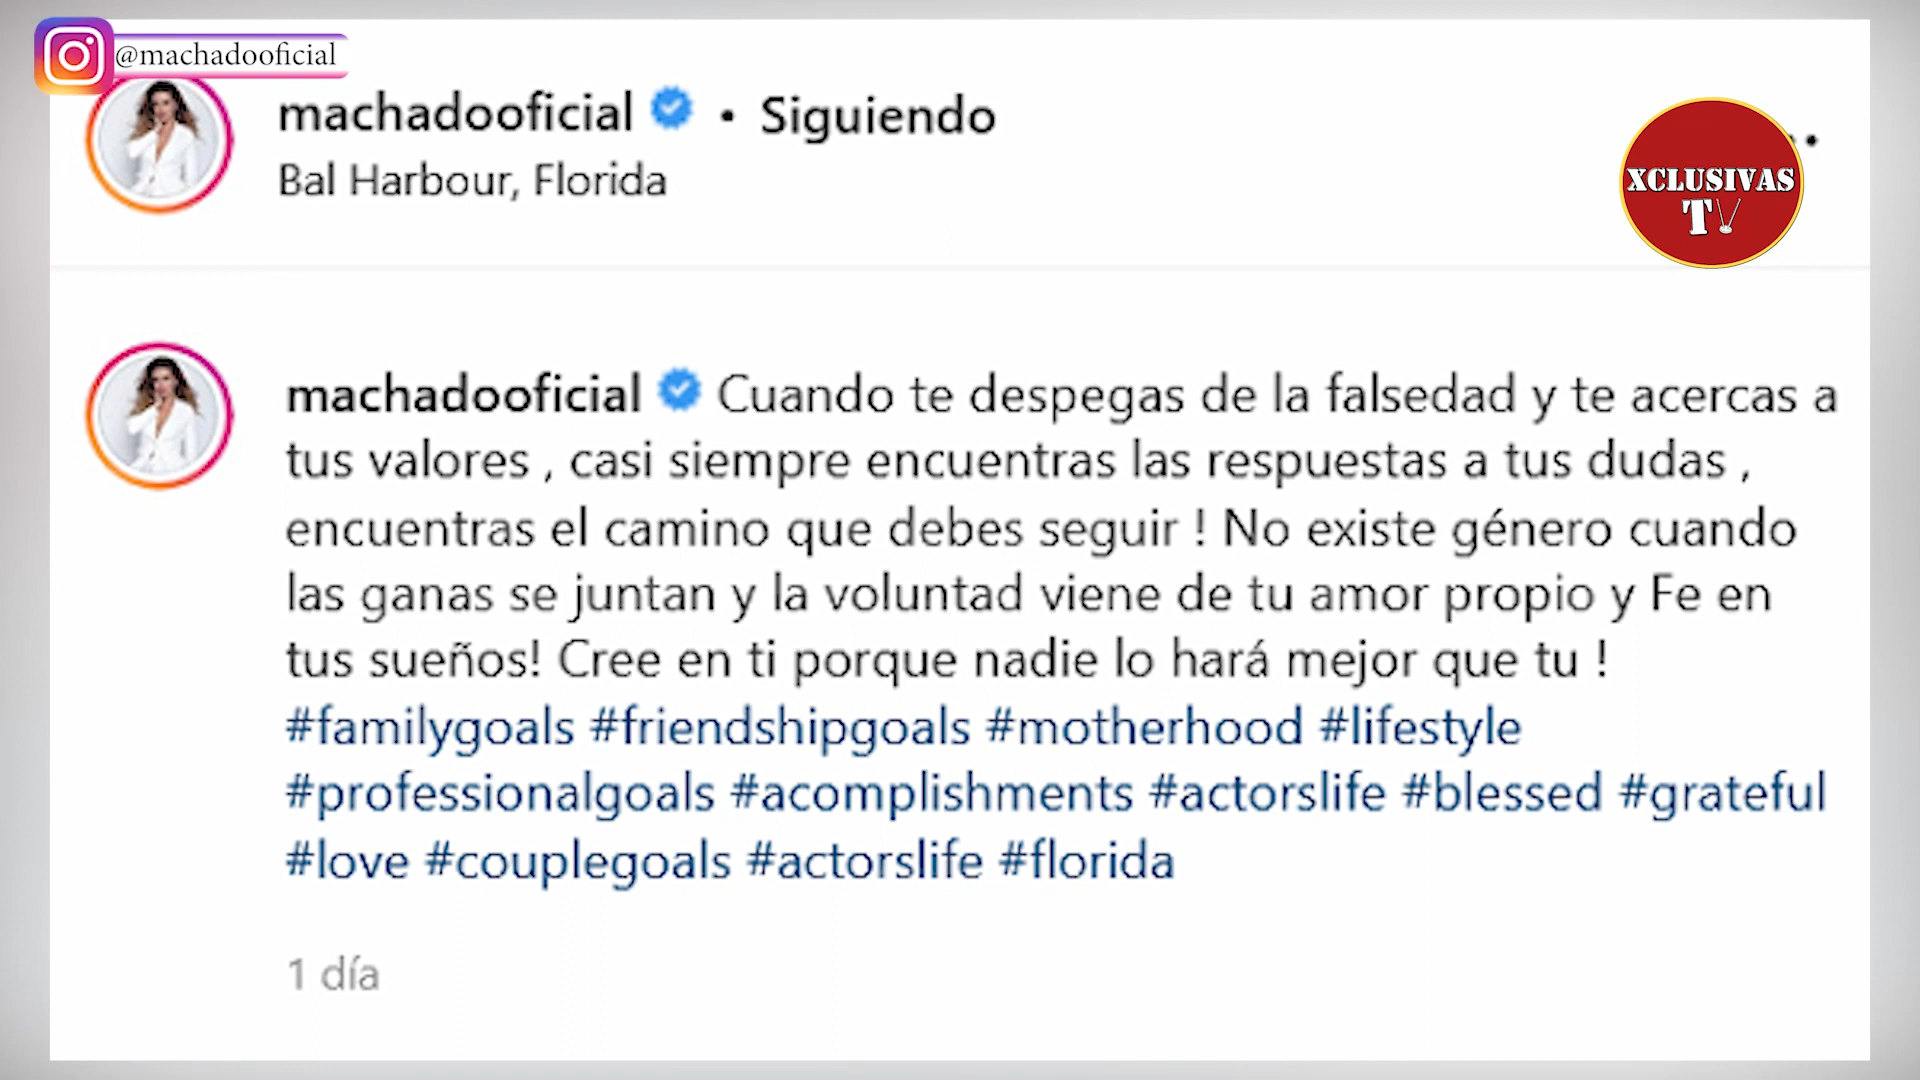 @machadooficial
machadooficial • Siguiendo
Bal Harbour, Florida
XCLUSIVAS
TV
machadooficial Cuando te despegas de la falsedad y te acercas a
tus valores , casi siempre encuentras las respuestas a tus dudas ,
encuentras el camino que debes seguir ! No existe género cuando
las ganas se juntan y la voluntad viene de tu amor propio y Fe en
tus sueños! Cree en ti porque nadie lo hará mejor que tu !
#familygoals #friendshipgoals #motherhood #lifestyle
#professionalgoals #acomplishments #actorslife #blessed #grateful
#love #couplegoals #actorslife #florida
1 día